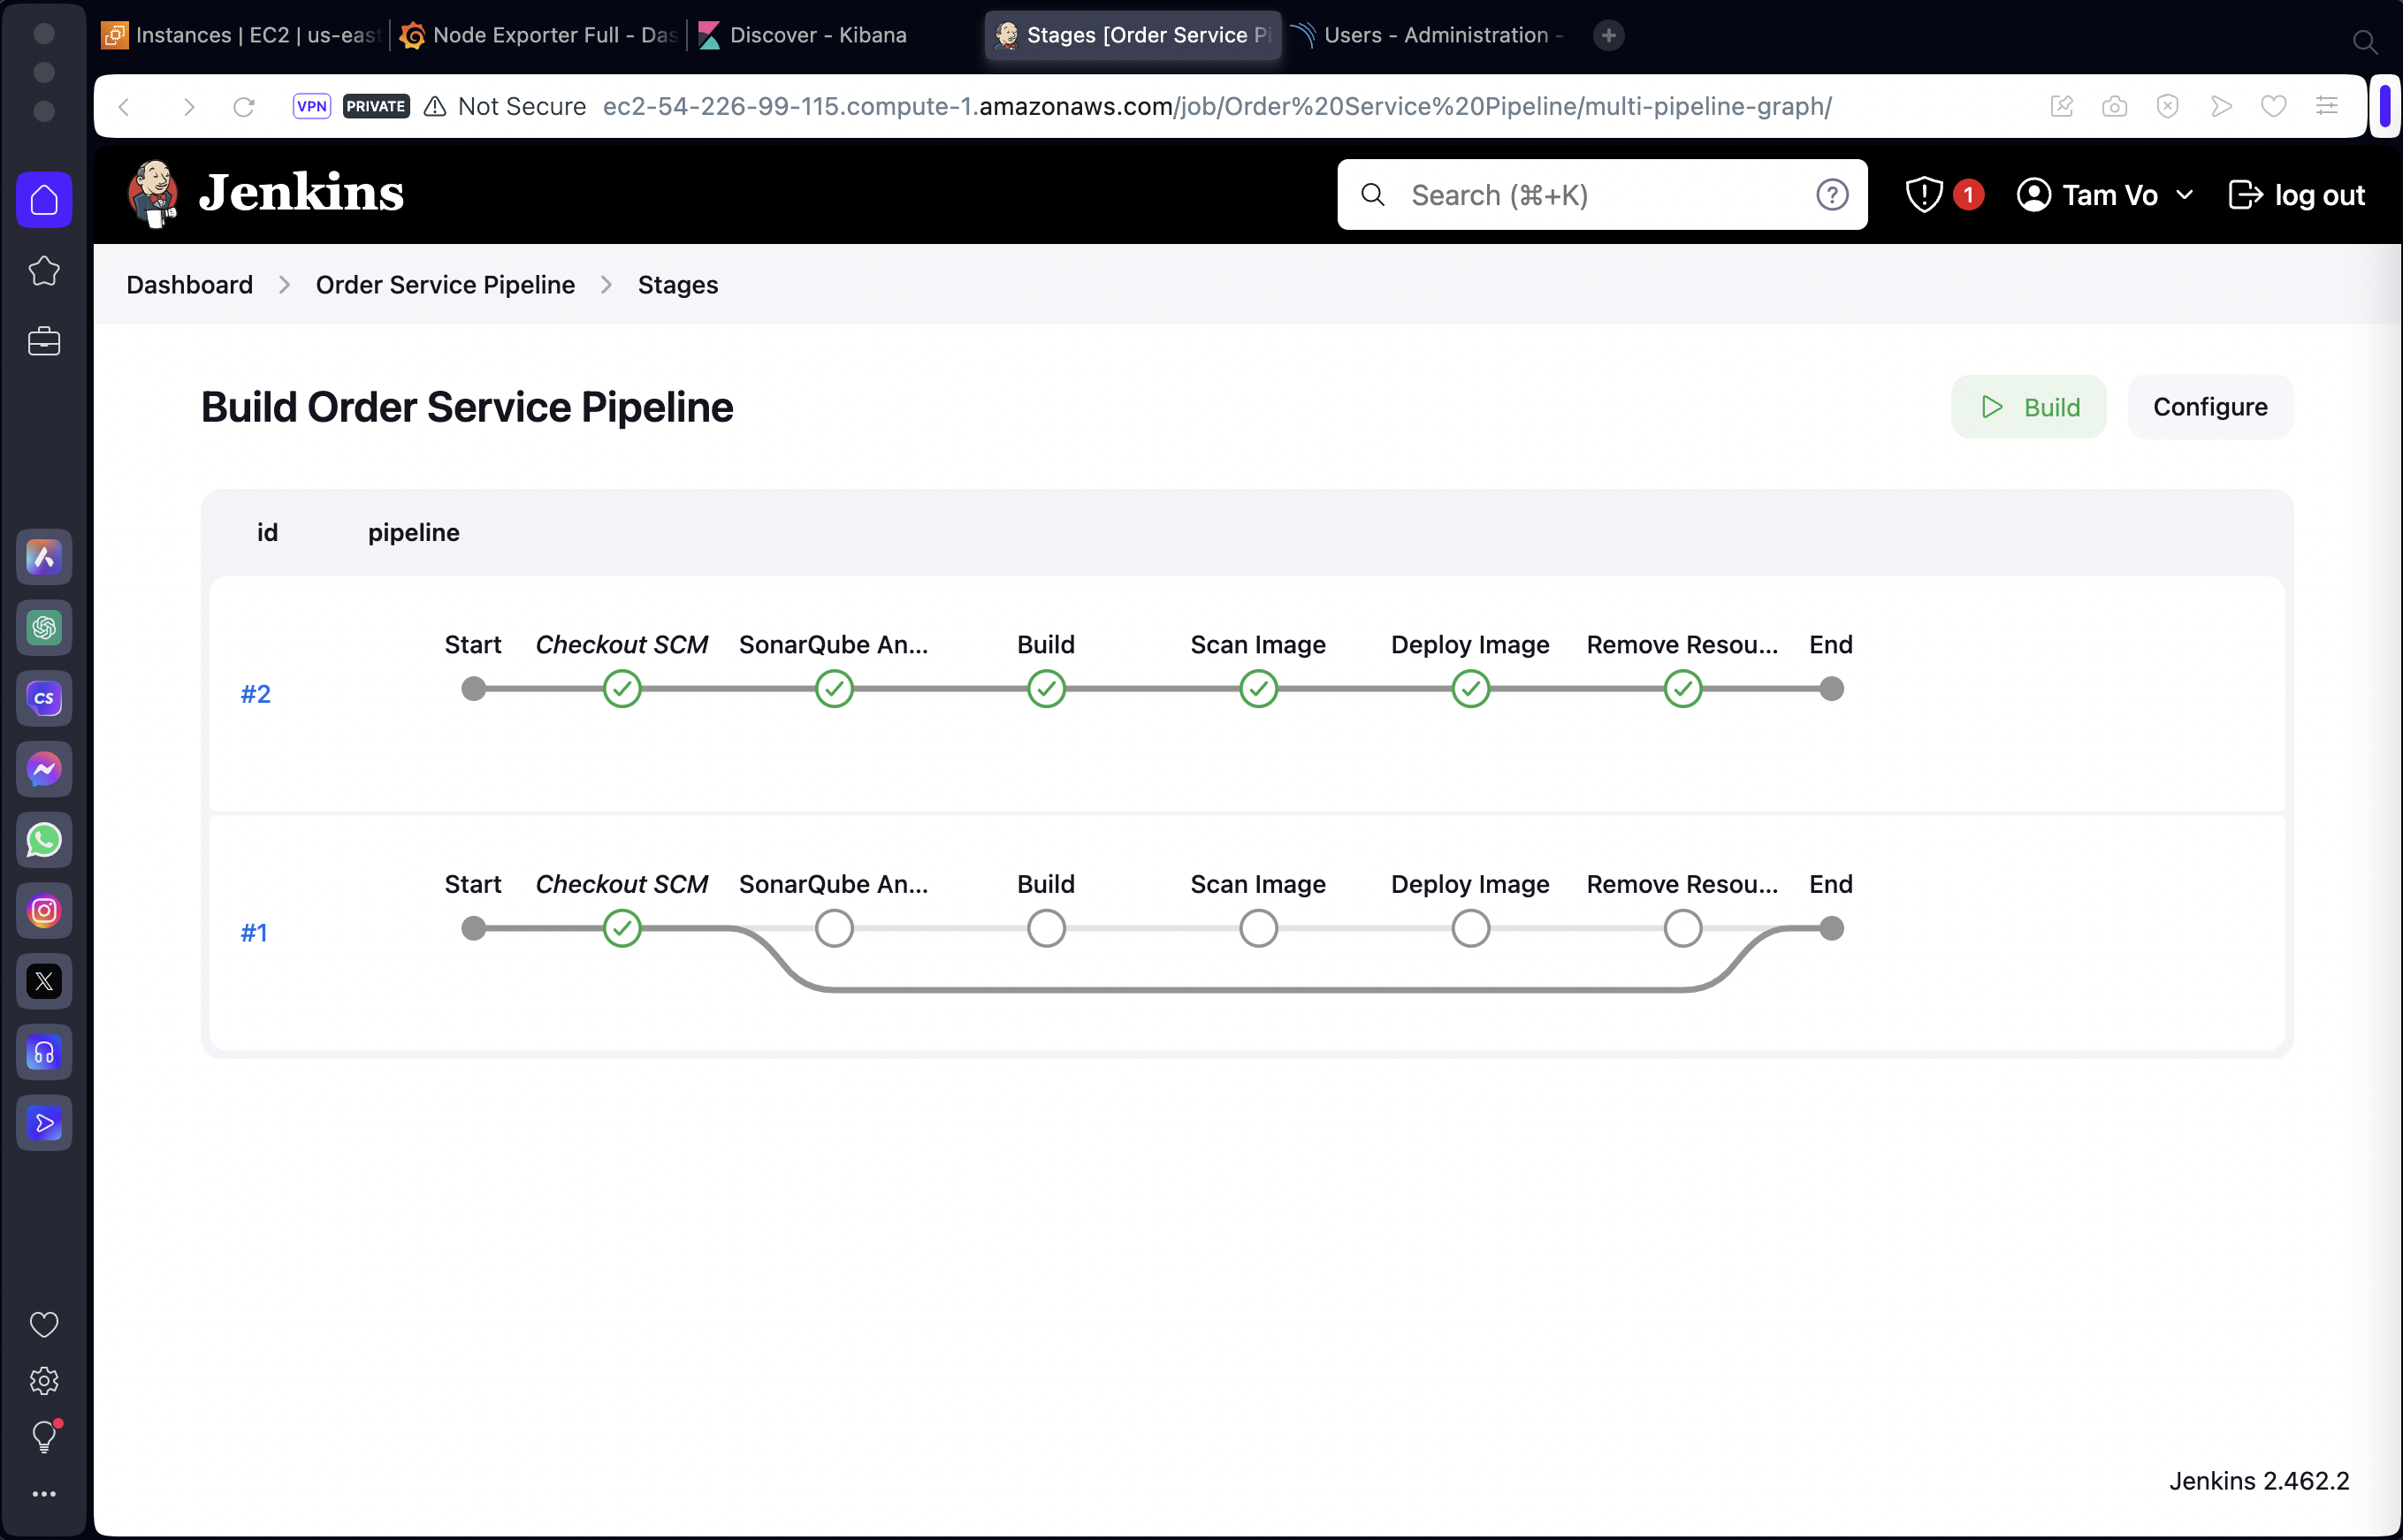 Instances | EC2 | us-east
Node Exporter Full - Das
Discover - Kibana
Stages [Order Service Pi
Users - Administration -
VPN
PRIVATE
Not Secure
ec2-54-226-99-115.compute-1.amazonaws.com/job/Order%20Service%20Pipeline/multi-pipeline-graph/
Jenkins
Search (⌘+K)
1
Tam Vo
log out
Dashboard
Order Service Pipeline
Stages
Build Order Service Pipeline
Build
Configure
id
pipeline
Start
Checkout SCM
SonarQube An...
Build
Scan Image
Deploy Image
Remove Resou...
End
#2
Start
Checkout SCM
SonarQube An...
Build
Scan Image
Deploy Image
Remove Resou...
End
#1
CS
Jenkins 2.462.2